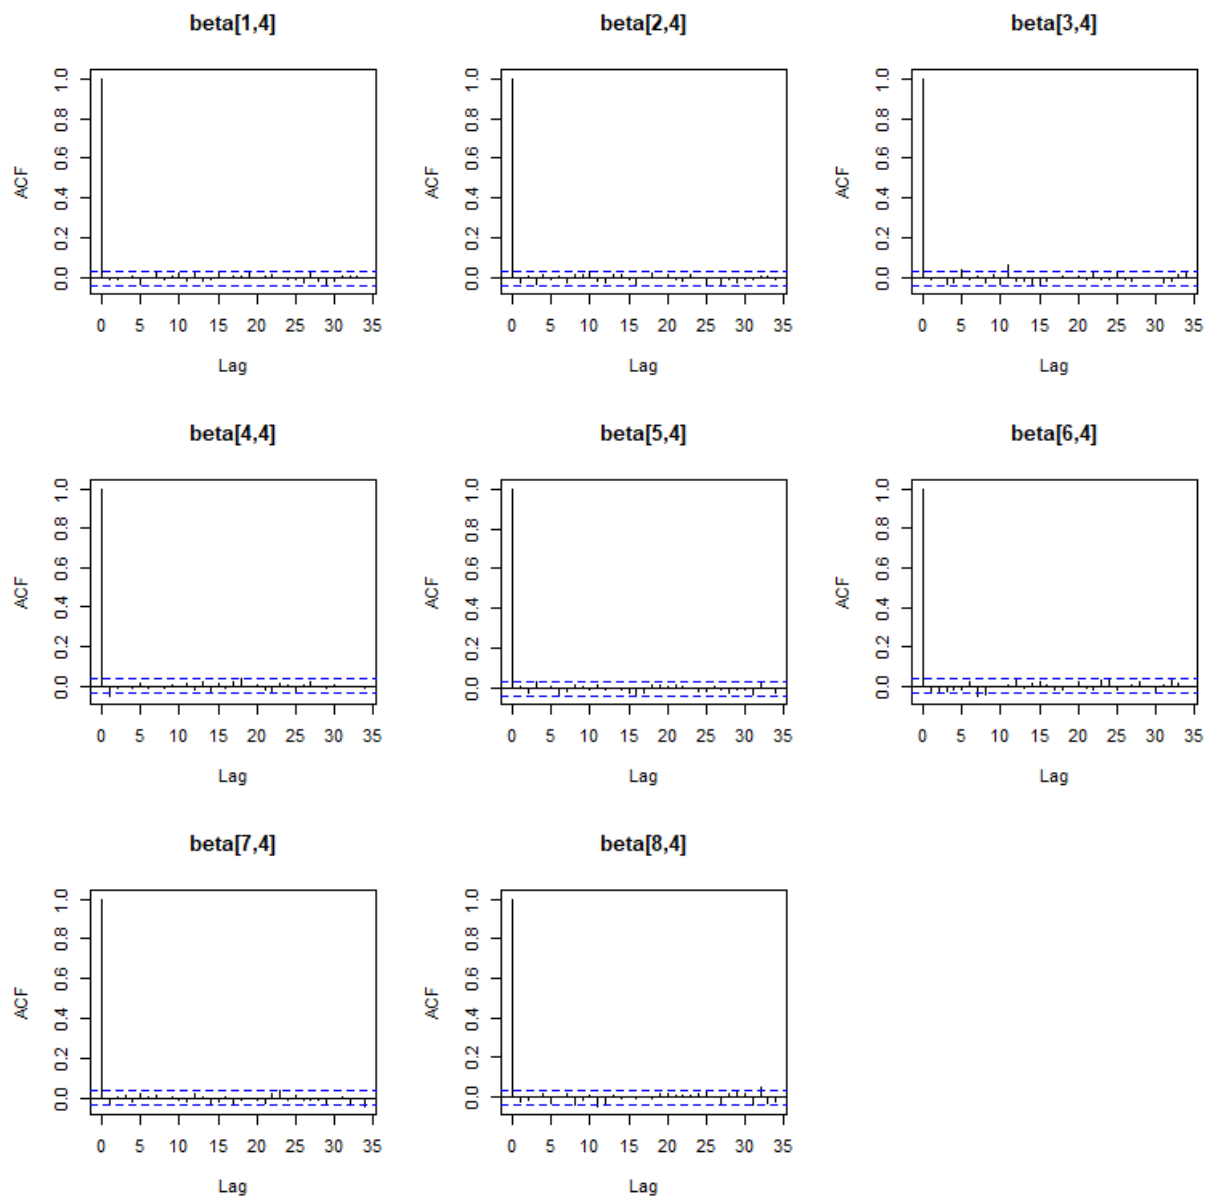 beta[1,4] beta[2,4] beta[3,4]
ACF
0.0 0.2 0.4 0.6 0.8 1.0
0 5 10 15 20 25 30 35
Lag
ACF
0.0 0.2 0.4 0.6 0.8 1.0
0 5 10 15 20 25 30 35
Lag
ACF
0.0 0.2 0.4 0.6 0.8 1.0
0 5 10 15 20 25 30 35
Lag
beta[4,4] beta[5,4] beta[6,4]
ACF
0.0 0.2 0.4 0.6 0.8 1.0
0 5 10 15 20 25 30 35
Lag
ACF
0.0 0.2 0.4 0.6 0.8 1.0
0 5 10 15 20 25 30 35
Lag
ACF
0.0 0.2 0.4 0.6 0.8 1.0
0 5 10 15 20 25 30 35
Lag
beta[7,4] beta[8,4]
ACF
0.0 0.2 0.4 0.6 0.8 1.0
0 5 10 15 20 25 30 35
Lag
ACF
0.0 0.2 0.4 0.6 0.8 1.0
0 5 10 15 20 25 30 35
Lag